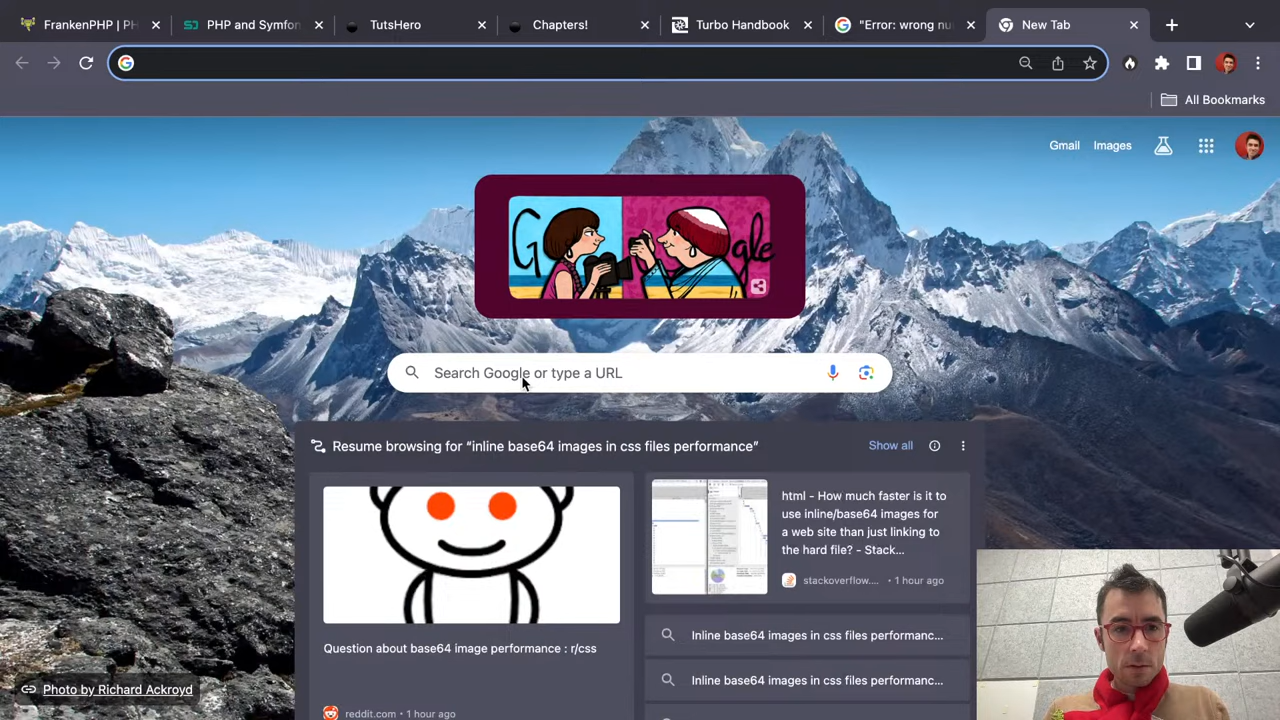 FrankenPHP | PH
PHP and Symfon
TutsHero
Chapters!
Turbo Handbook
"Error: wrong nu
New Tab
All Bookmarks
Gmail
Images
Search Google or type a URL
Resume browsing for “inline base64 images in css files performance”
Show all
Question about base64 image performance : r/css
reddit.com • 1 hour ago
html - How much faster is it to
use inline/base64 images for
a web site than just linking to
the hard file? - Stack...
stackoverflow.... • 1 hour ago
Inline base64 images in css files performanc...
Inline base64 images in css files performanc...
Photo by Richard Ackroyd